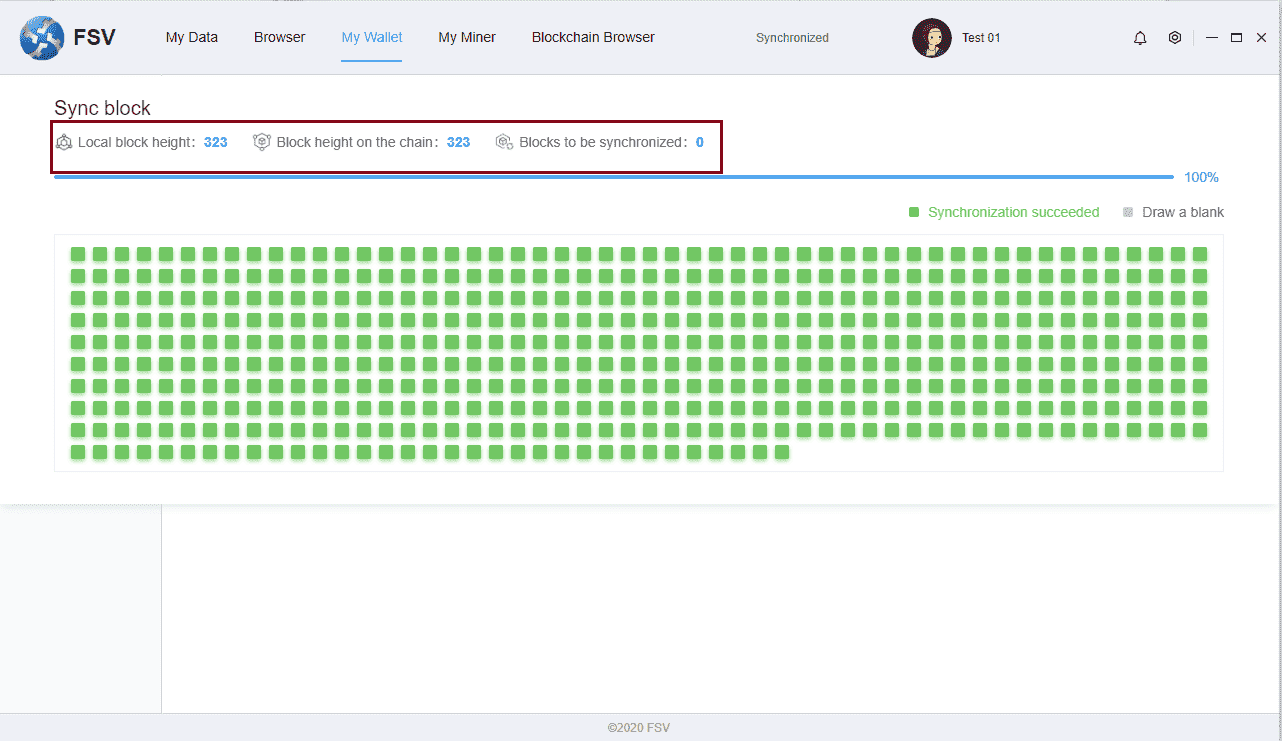 FSV My Data Browser My Wallet My Miner Blockchain Browser Synchronized Test 01
Sync block
Local block height: 323 Block height on the chain: 323 Blocks to be synchronized: 0
100%
Synchronization succeeded Draw a blank
©2020 FSV